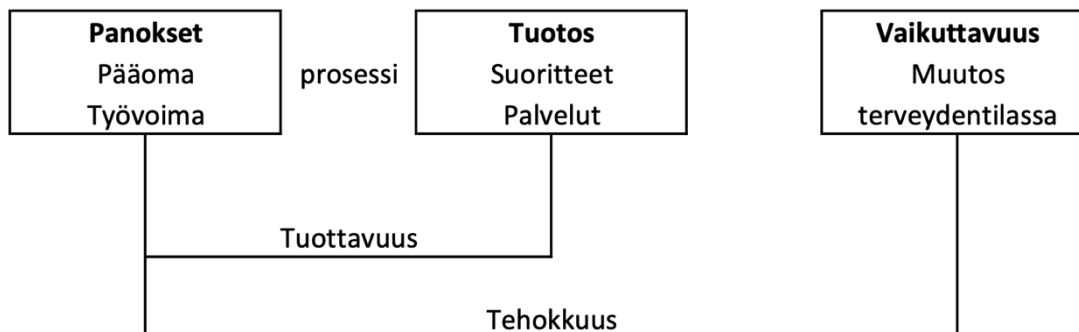 Panokset
Pääoma
Työvoima
prosessi
Tuotos
Suoritteet
Palvelut
Vaikuttavuus
Muutos
terveydentilassa
Tuottavuus
Tehokkuus